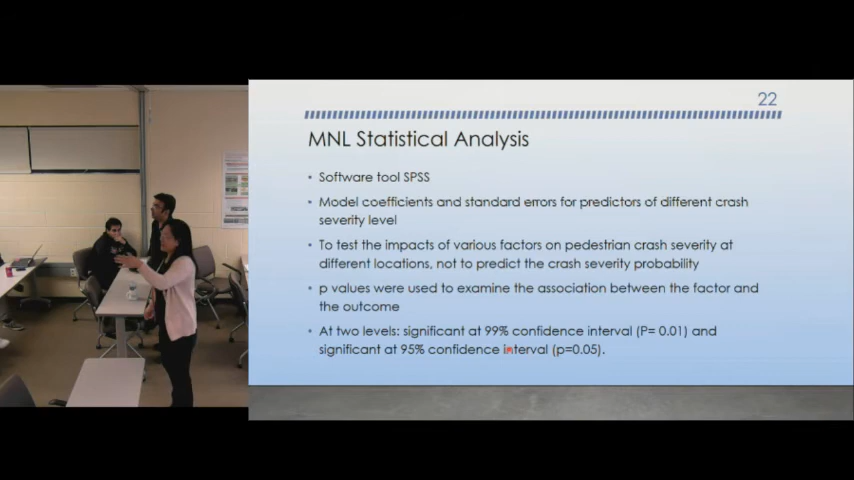 22
MNL Statistical Analysis
• Software tool SPSS
• Model coefficients and standard errors for predictors of different crash
severity level
• To test the impacts of various factors on pedestrian crash severity at
different locations, not to predict the crash severity probability
• p values were used to examine the association between the factor and
the outcome
• At two levels: significant at 99% confidence interval (P= 0.01) and
significant at 95% confidence interval (p=0.05).